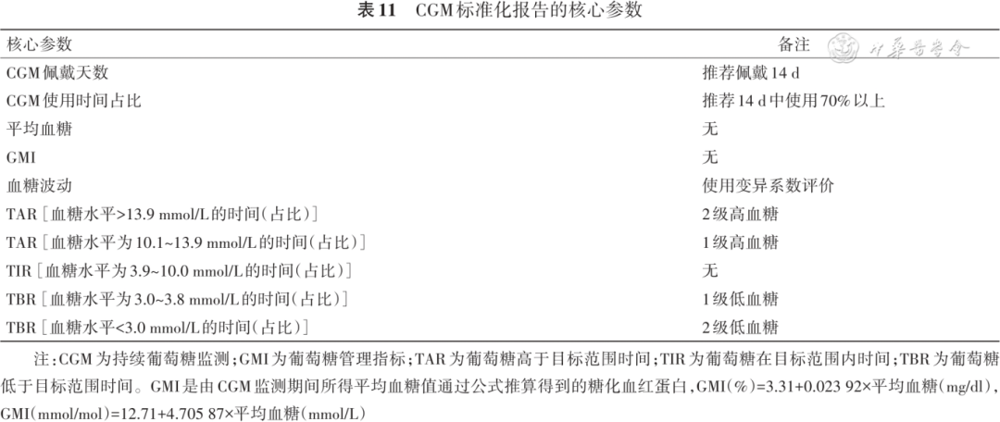 表11 CGM标准化报告的核心参数
核心参数 备注
中华医学会
CGM佩戴天数 推荐佩戴14 d
CGM使用时间占比 推荐14 d中使用70%以上
平均血糖 无
GMI 无
血糖波动 使用变异系数评价
TAR[血糖水平>13.9 mmol/L的时间(占比)] 2级高血糖
TAR[血糖水平为10.1~13.9 mmol/L的时间(占比)] 1级高血糖
TIR[血糖水平为3.9~10.0 mmol/L的时间(占比)] 无
TBR[血糖水平为3.0~3.8 mmol/L的时间(占比)] 1级低血糖
TBR[血糖水平<3.0 mmol/L的时间(占比)] 2级低血糖
注:CGM为持续葡萄糖监测;GMI为葡萄糖管理指标;TAR为葡萄糖高于目标范围时间;TIR为葡萄糖在目标范围内时间;TBR为葡萄糖
低于目标范围时间。GMI是由CGM监测期间所得平均血糖值通过公式推算得到的糖化血红蛋白,GMI(%)=3.31+0.023 92×平均血糖(mg/dl),
GMI(mmol/mol)=12.71+4.705 87×平均血糖(mmol/L)